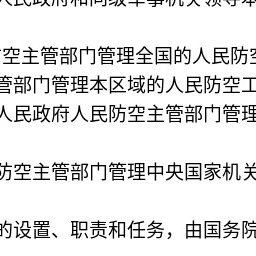 人民政府和同级军事机关领导本
空主管部门管理全国的人民防空
管部门管理本区域的人民防空工
人民政府人民防空主管部门管理
防空主管部门管理中央国家机关
的设置、职责和任务，由国务院